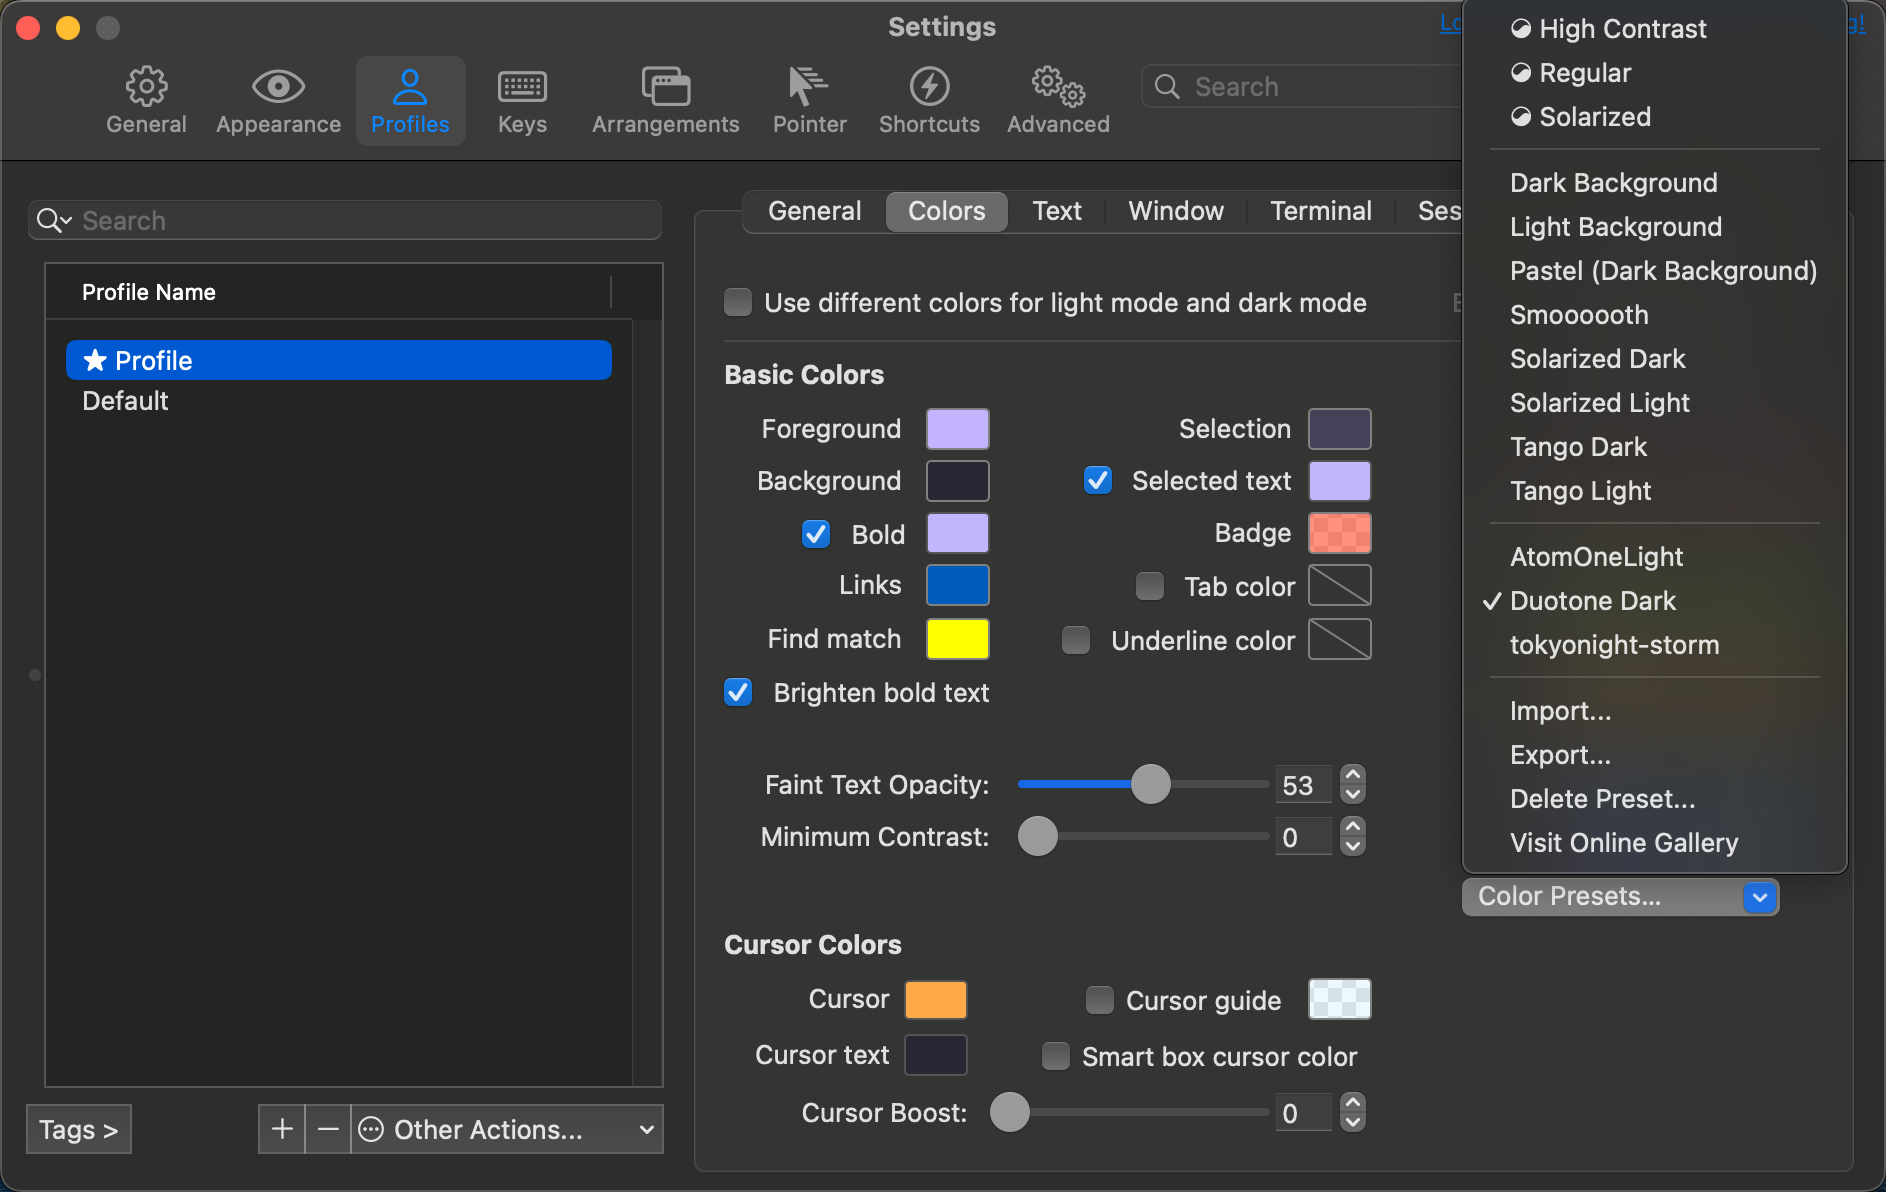 Settings
General
Appearance
Profiles
Keys
Arrangements
Pointer
Shortcuts
Advanced
Search
Search
Profile Name
★ Profile
Default
Tags >
+
−
Other Actions...
General
Colors
Text
Window
Terminal
Use different colors for light mode and dark mode
Basic Colors
Foreground
Background
Bold
Links
Find match
Brighten bold text
Selection
Selected text
Badge
Tab color
Underline color
Faint Text Opacity: 53
Minimum Contrast: 0
Cursor Colors
Cursor
Cursor text
Cursor guide
Smart box cursor color
Cursor Boost: 0
High Contrast
Regular
Solarized
Dark Background
Light Background
Pastel (Dark Background)
Smoooooth
Solarized Dark
Solarized Light
Tango Dark
Tango Light
AtomOneLight
✓ Duotone Dark
tokyonight-storm
Import...
Export...
Delete Preset...
Visit Online Gallery
Color Presets...